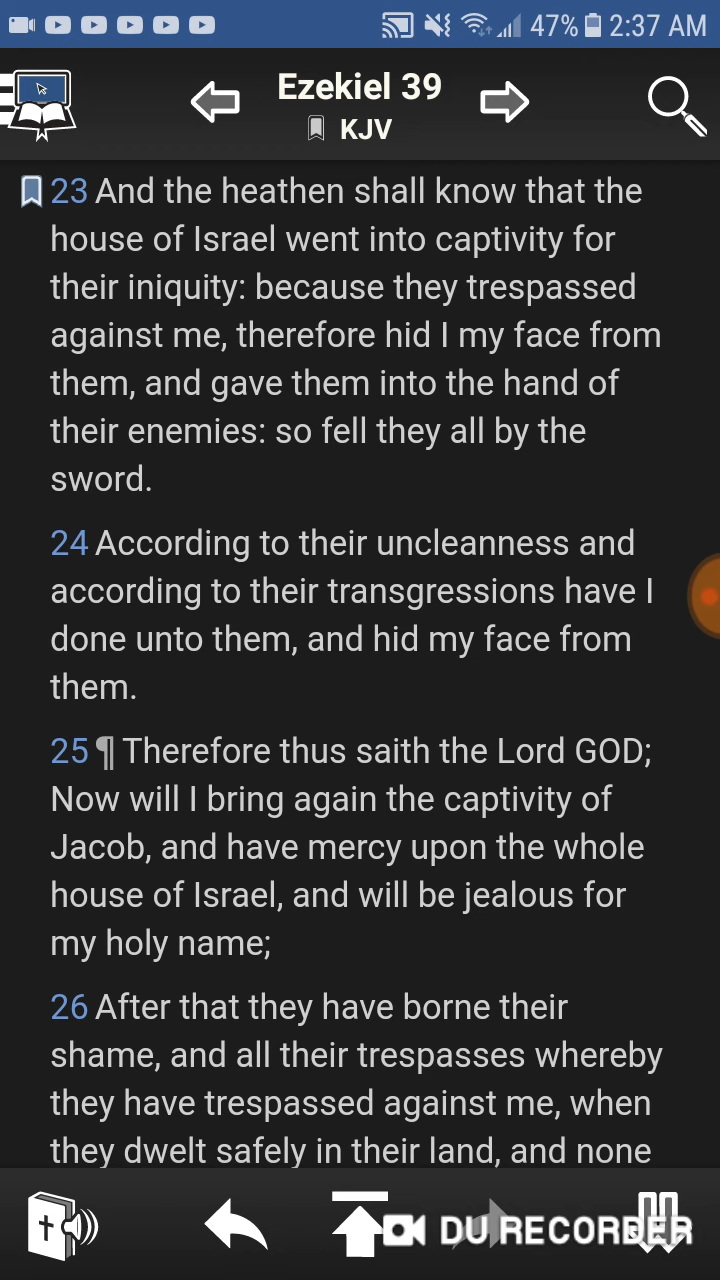 47% 2:37 AM
Ezekiel 39
KJV
23 And the heathen shall know that the
house of Israel went into captivity for
their iniquity: because they trespassed
against me, therefore hid I my face from
them, and gave them into the hand of
their enemies: so fell they all by the
sword.
24 According to their uncleanness and
according to their transgressions have I
done unto them, and hid my face from
them.
25 ¶ Therefore thus saith the Lord GOD;
Now will I bring again the captivity of
Jacob, and have mercy upon the whole
house of Israel, and will be jealous for
my holy name;
26 After that they have borne their
shame, and all their trespasses whereby
they have trespassed against me, when
they dwelt safely in their land, and none
DU RECORDER